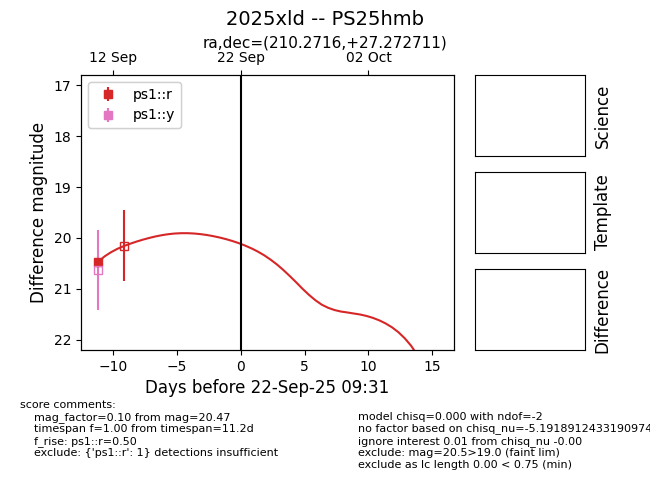 2025xld -- PS25hmb
ra,dec=(210.2716,+27.272711)
12 Sep 22 Sep 02 Oct
ps1::r
ps1::y
17
18
19
20
21
22
Difference magnitude
−10 −5 0 5 10 15
Days before 22-Sep-25 09:31
Science
Template
Difference
score comments:
mag_factor=0.10 from mag=20.47
timespan f=1.00 from timespan=11.2d
f_rise: ps1::r=0.50
exclude: {'ps1::r': 1} detections insufficient
model chisq=0.000 with ndof=-2
no factor based on chisq_nu=-5.1918912433190974
ignore interest 0.01 from chisq_nu -0.00
exclude: mag=20.5>19.0 (faint lim)
exclude as lc length 0.00 < 0.75 (min)